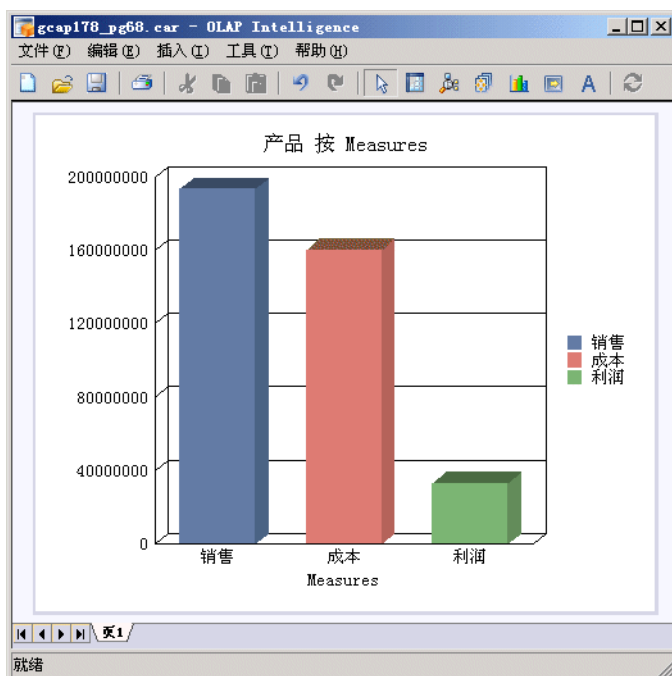 gcap178_pg68.car - OLAP Intelligence
文件(F) 编辑(E) 插入(I) 工具(T) 帮助(H)
A
产品 按 Measures
200000000
160000000
120000000
80000000
40000000
0
销售
成本
利润
销售 成本 利润
Measures
页1
就绪